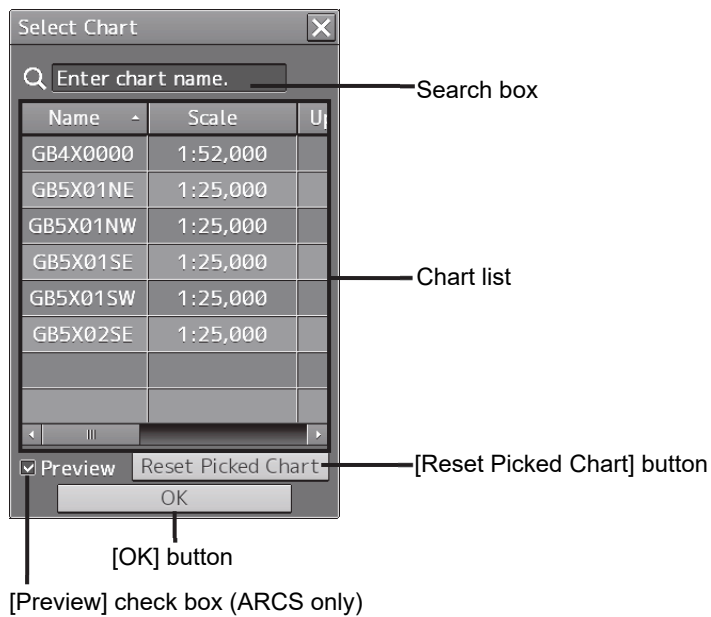 Select Chart
Enter chart name.
Search box
Name Scale
GB4X0000 1:52,000
GB5X01NE 1:25,000
GB5X01NW 1:25,000
GB5X01SE 1:25,000
Chart list
GB5X01SW 1:25,000
GB5X02SE 1:25,000
Preview Reset Picked Chart
[Reset Picked Chart] button
OK
[OK] button
[Preview] check box (ARCS only)